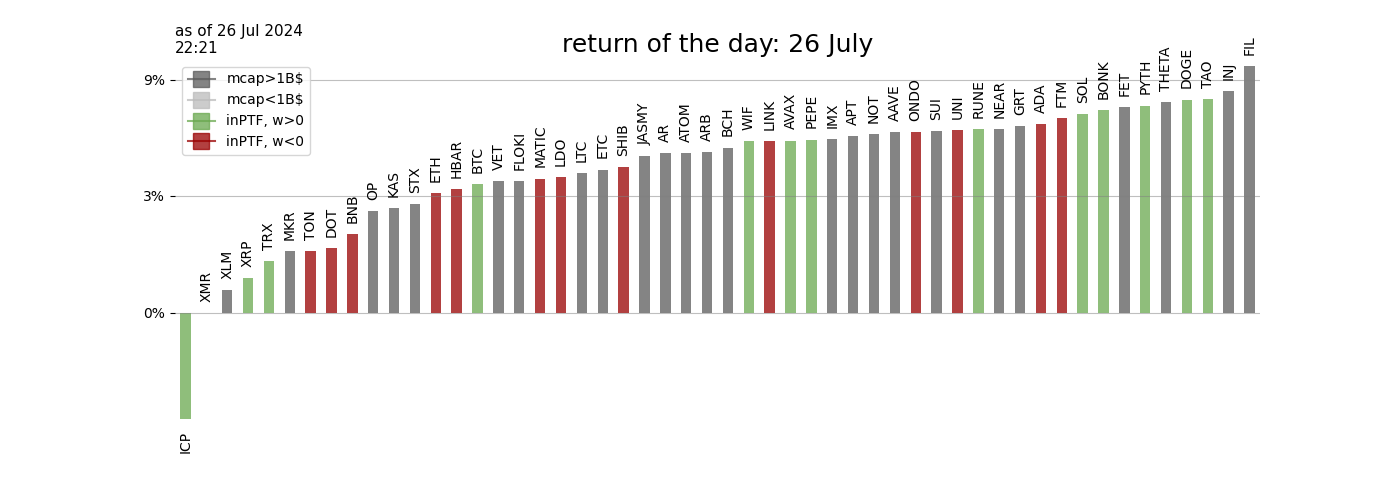 as of 26 Jul 2024
22:21
return of the day: 26 July
mcap>1B$
mcap<1B$
inPTF, w>0
inPTF, w<0
9%
3%
0%
ICP
XMR
XLM
XRP
TRX
MKR
TON
DOT
BNB
OP
KAS
STX
ETH
HBAR
BTC
VET
FLOKI
MATIC
LDO
LTC
ETC
SHIB
JASMY
AR
ATOM
ARB
BCH
WIF
LINK
AVAX
PEPE
IMX
APT
NOT
AAVE
ONDO
SUI
UNI
RUNE
NEAR
GRT
ADA
FTM
SOL
BONK
FET
PYTH
THETA
DOGE
TAO
INJ
FIL